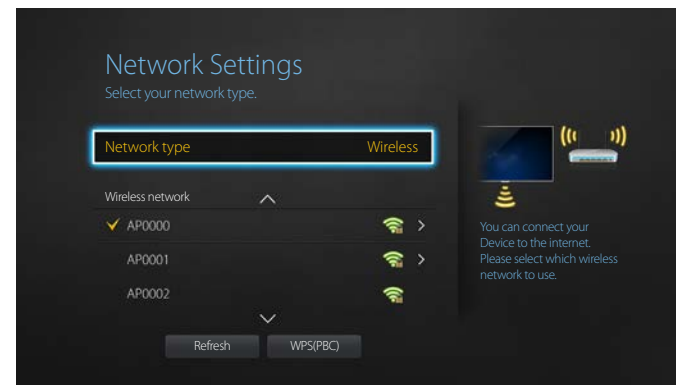 Network Settings
Select your network type.
Network type Wireless
Wireless network
AP0000
AP0001
AP0002
Refresh WPS(PBC)
You can connect your
Device to the internet.
Please select which wireless
network to use.